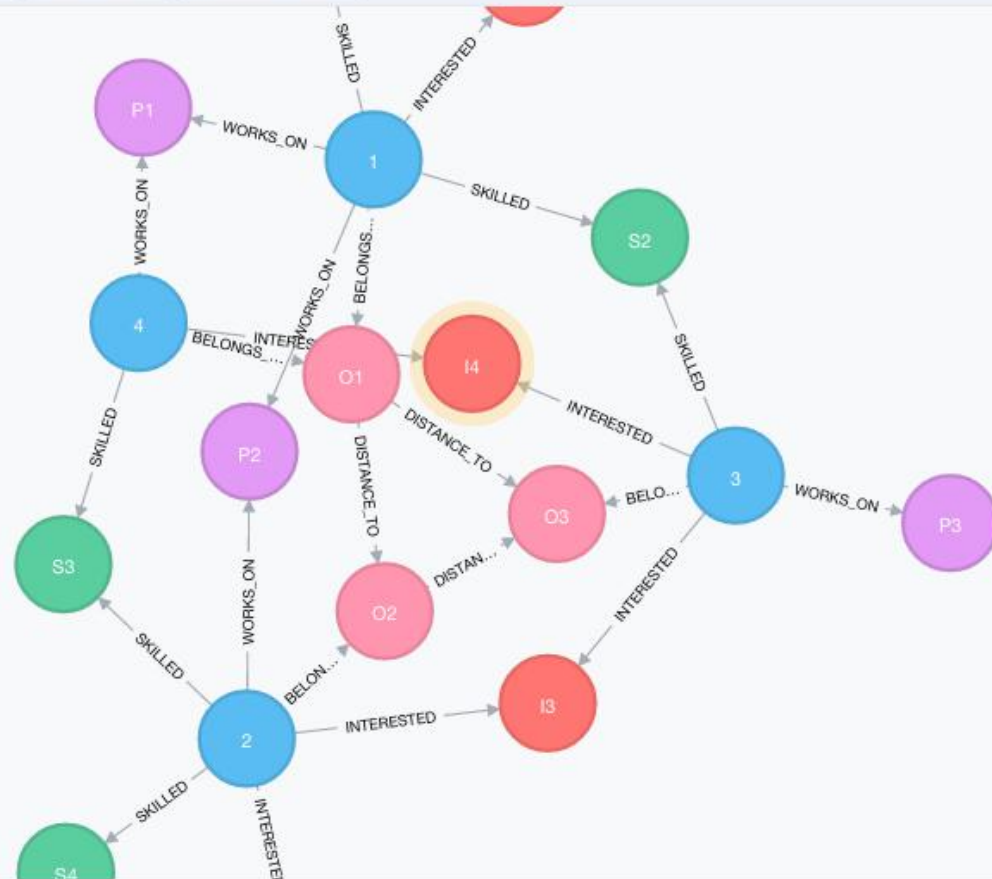 SKILLED
INTERESTED
P1
WORKS_ON
1
SKILLED
S2
WORKS_ON
WORKS_ON
BELONGS...
4
INTERES
BELONGS_...
O1
I4
SKILLED
INTERESTED
SKILLED
P2
DISTANCE_TO
DISTANCE_TO
3
WORKS_ON
P3
BELO...
O3
S3
DISTAN...
O2
WORKS_ON
INTERESTED
SKILLED
BELON...
I3
2
INTERESTED
SKILLED
S4